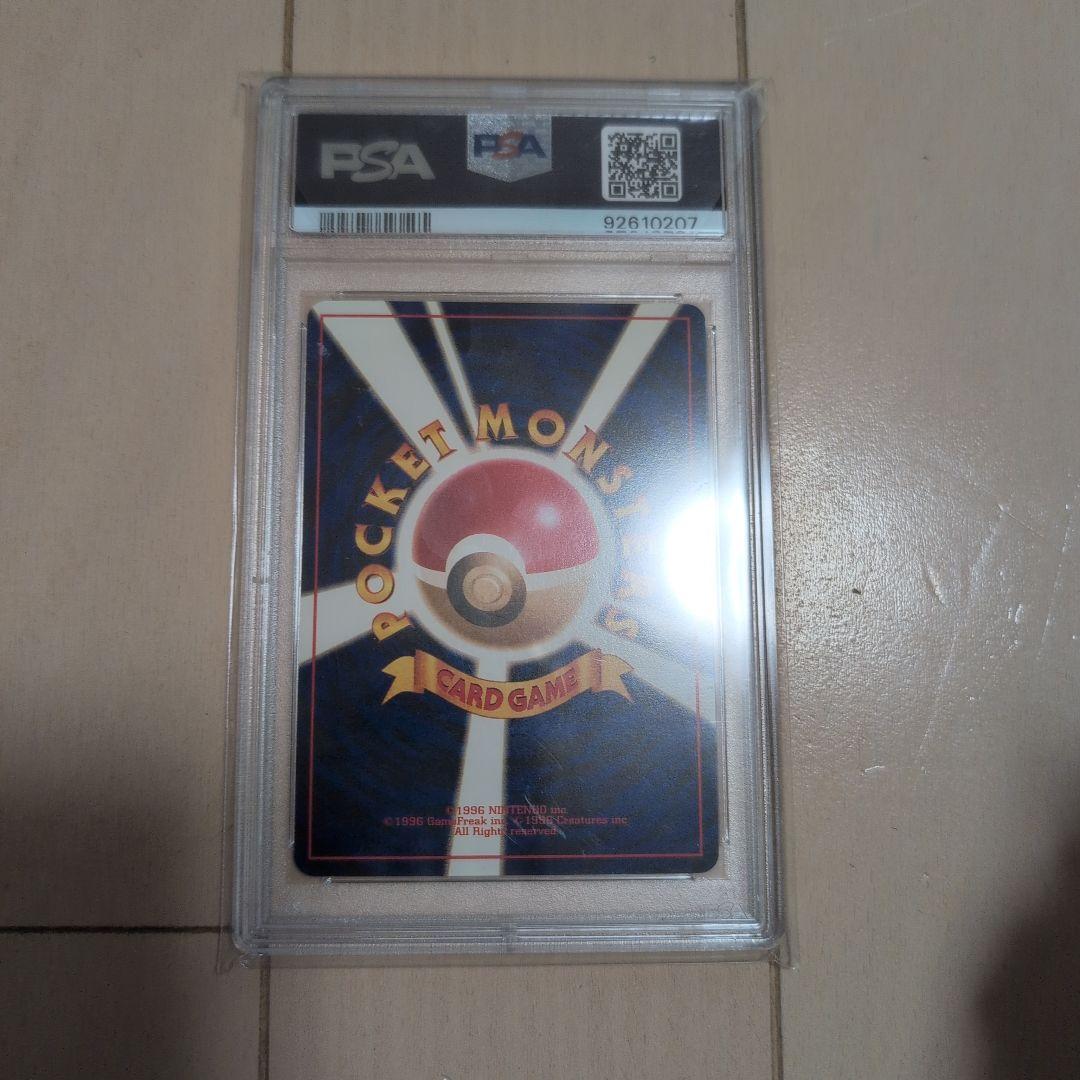 PSA
PSA
92610207
POCKET MONSTERS
CARD GAME
©1996 NINTENDO inc.
©1996 GameFreak inc. ©1996 Creatures inc
All Rights reserved